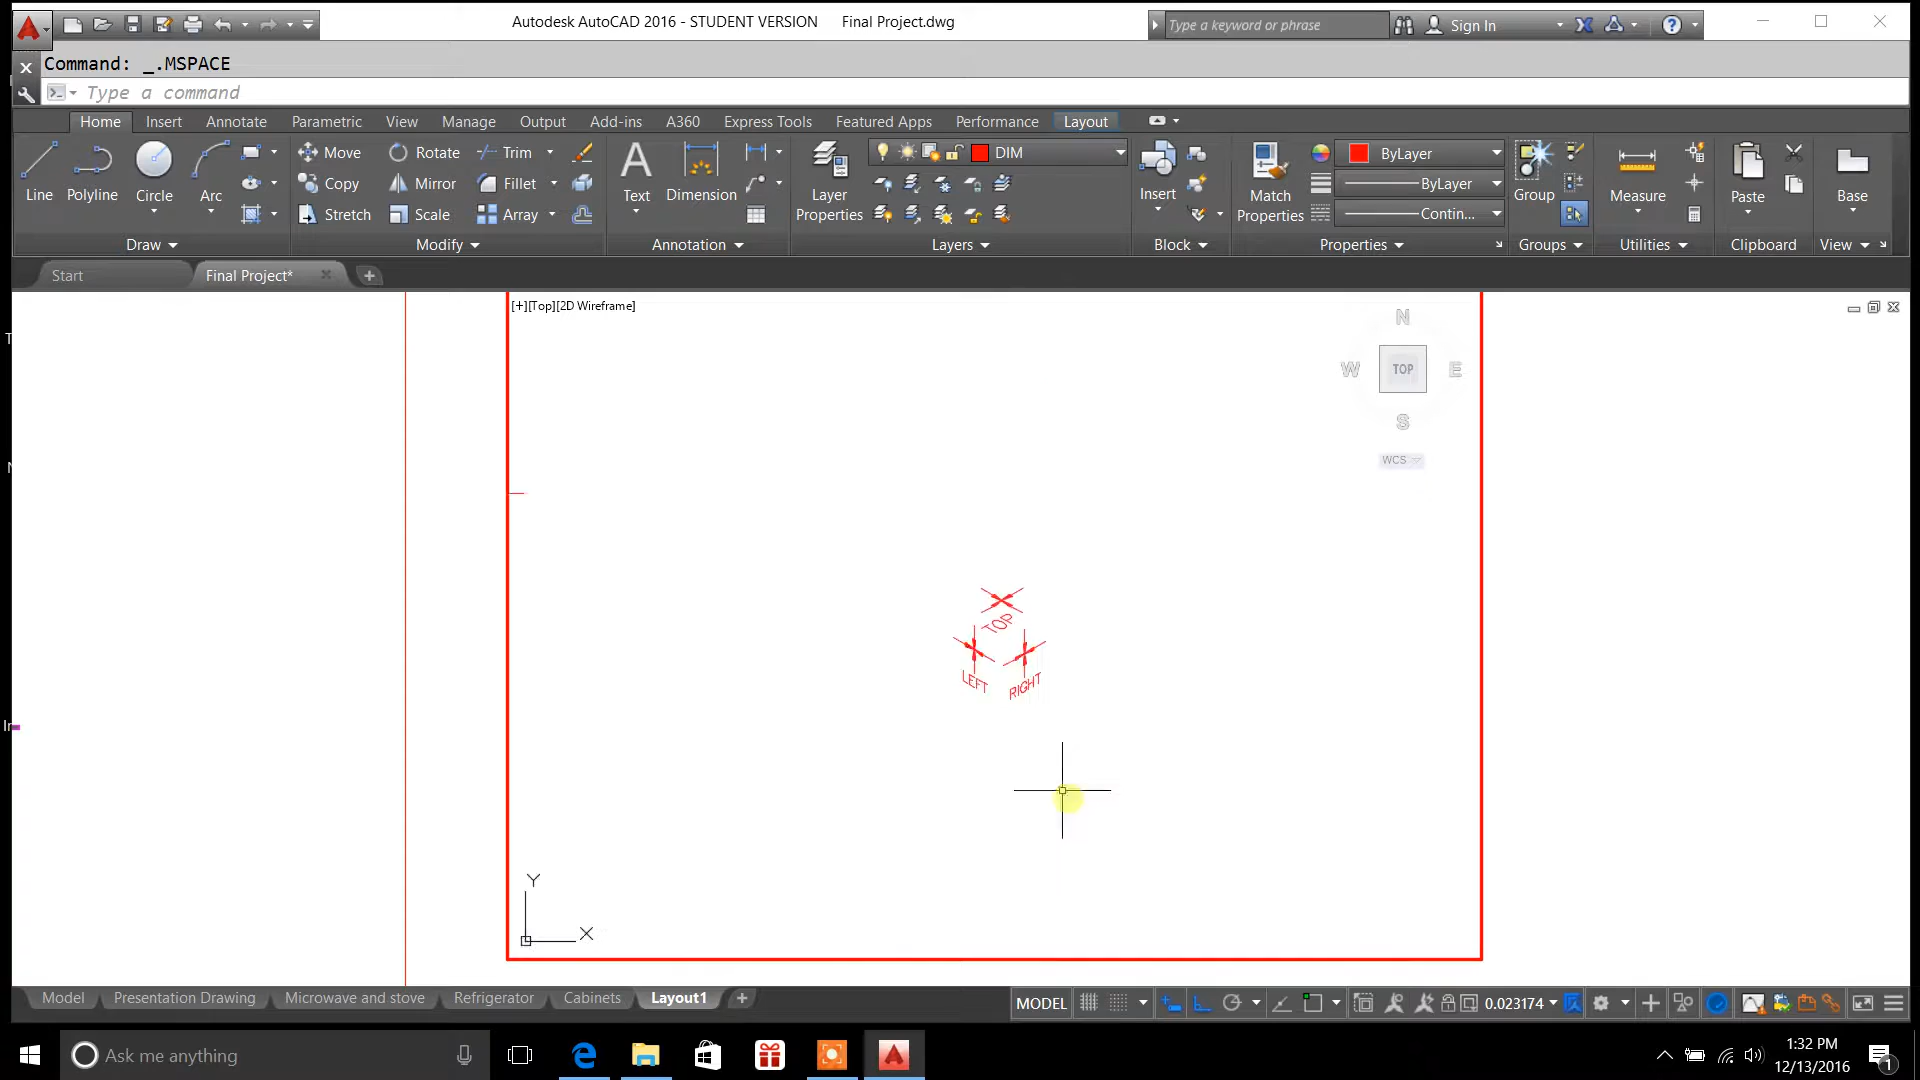 Autodesk AutoCAD 2016 - STUDENT VERSION Final Project.dwg
Type a keyword or phrase
Sign In
Command: _.MSPACE
Type a command
Home Insert Annotate Parametric View Manage Output Add-ins A360 Express Tools Featured Apps Performance Layout
Line Polyline Circle Arc
Move Rotate Trim
Copy Mirror Fillet
Stretch Scale Array
Text Dimension
Layer Properties
DIM
Insert
Match Properties
ByLayer
ByLayer
Contin...
Group
Measure
Paste
Base
Draw Modify Annotation Layers Block Properties Groups Utilities Clipboard View
Start Final Project*
[+][Top][2D Wireframe]
N
W TOP E
S
WCS
TOP
LEFT RIGHT
Y
X
Model Presentation Drawing Microwave and stove Refrigerator Cabinets Layout1
MODEL 0.023174
Ask me anything
1:32 PM
12/13/2016
1